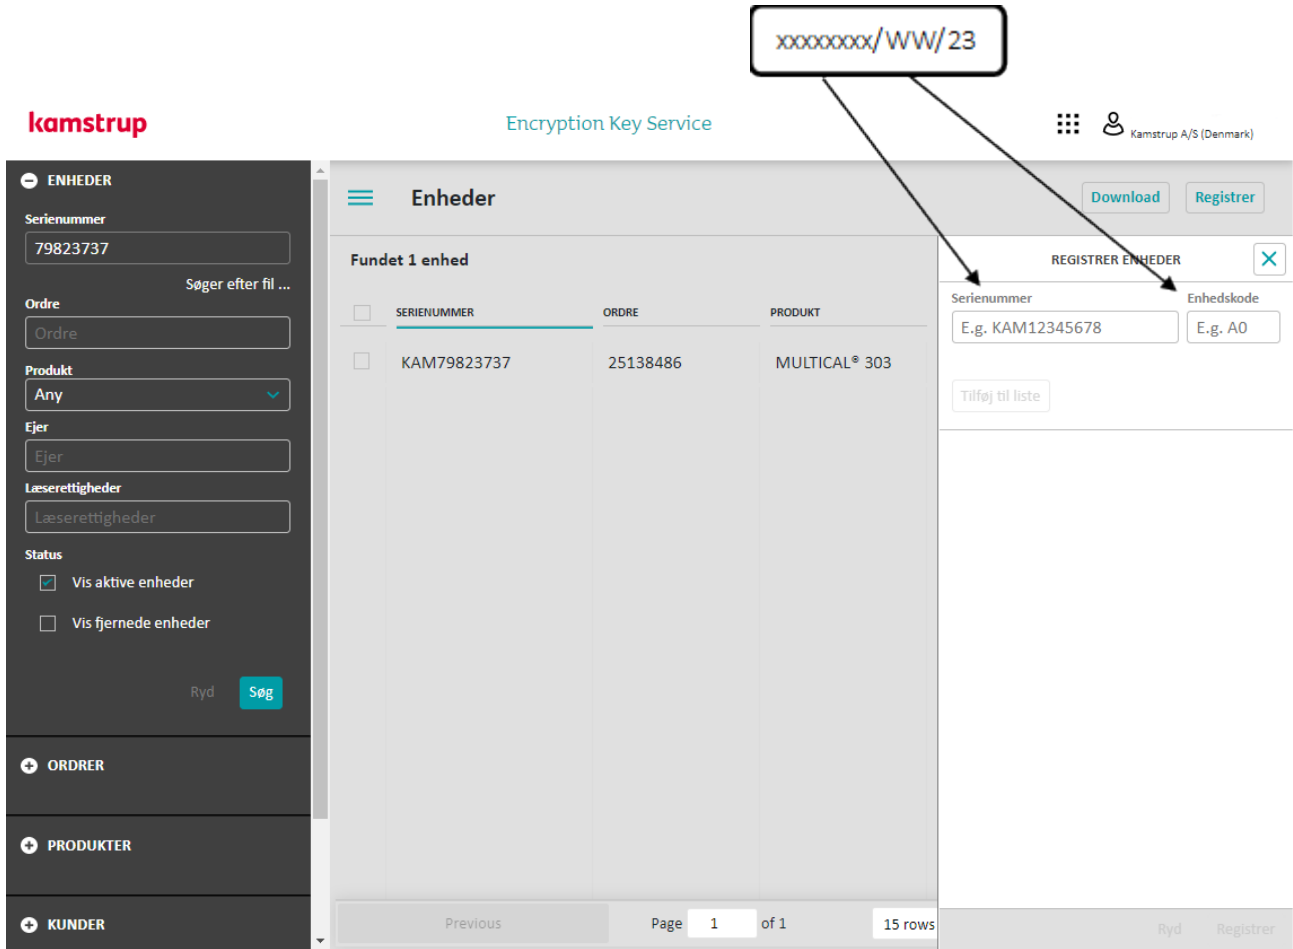 xxxxxxxx/WW/23
kamstrup
Encryption Key Service
Kamstrup A/S (Denmark)
ENHEDER
Serienummer
79823737
Søger efter fil ...
Ordre
Ordre
Produkt
Any
Ejer
Ejer
Læserettigheder
Læserettigheder
Status
Vis aktive enheder
Vis fjernede enheder
Ryd Søg
ORDRER
PRODUKTER
KUNDER
Enheder
Download Registrer
Fundet 1 enhed
SERIENUMMER ORDRE PRODUKT
KAM79823737 25138486 MULTICAL® 303
Previous Page 1 of 1 15 rows
REGISTRER ENHEDER
Serienummer Enhedskode
E.g. KAM12345678 E.g. A0
Tilføj til liste
Ryd Registrer